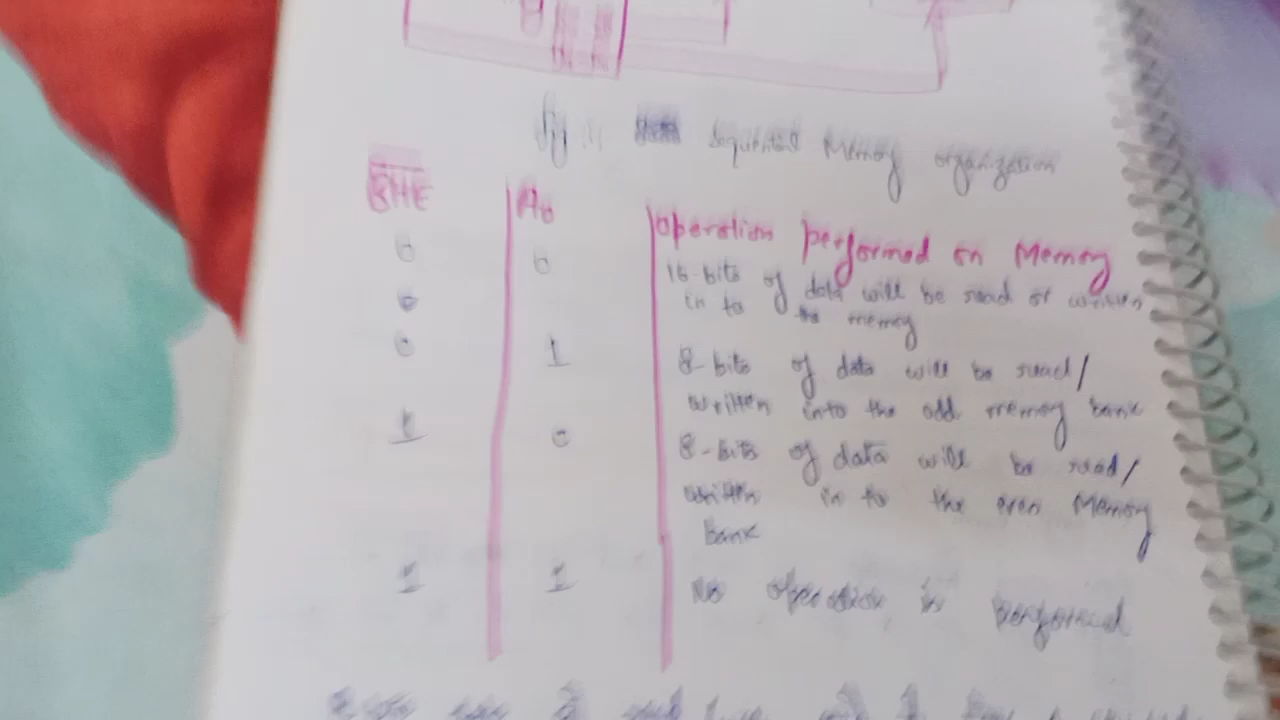 Sequential Memory organization
BHE A0 operation performed on Memory
0 0 16-bits of data will be read or written
0 in to the memory
0 1 8-bits of data will be read/
written into the odd memory bank
1 0 8-bits of data will be read/
written in to the even Memory
bank
1 1 No operation is performed